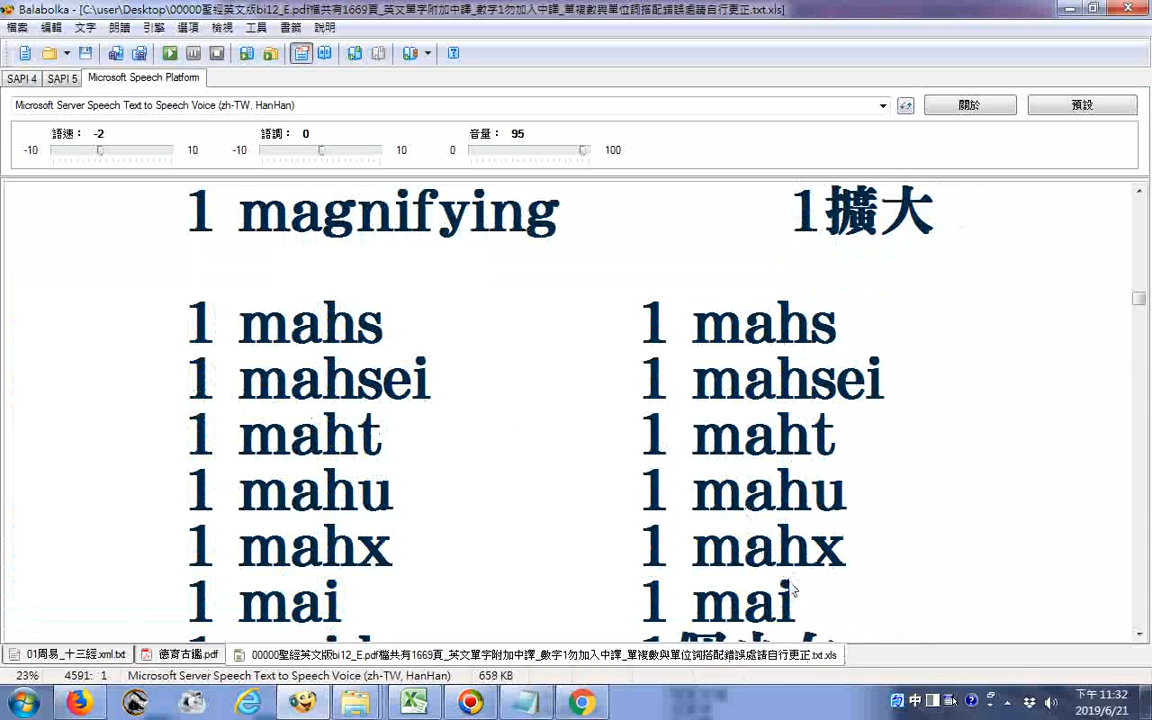 Balabolka - [C:\user\Desktop\00000聖經英文版bi12_E.pdf檔共有1669頁_英文單字附加中譯_數字1勿加入中譯_單複數與單位詞搭配錯誤處請自行更正.txt.xls]
檔案 編輯 文字 朗讀 引擎 選項 檢視 工具 書籤 說明
SAPI 4 SAPI 5 Microsoft Speech Platform
Microsoft Server Speech Text to Speech Voice (zh-TW, HanHan) 關於 預設
語速： -2 語調： 0 音量： 95
-10 10 -10 10 0 100
1 magnifying 1擴大
1 mahs 1 mahs
1 mahsei 1 mahsei
1 maht 1 maht
1 mahu 1 mahu
1 mahx 1 mahx
1 mai 1 mai
01周易_十三經.xml.txt 德育古鑑.pdf 00000聖經英文版bi12_E.pdf檔共有1669頁_英文單字附加中譯_數字1勿加入中譯_單複數與單位詞搭配錯誤處請自行更正.txt.xls
23% 4591: 1 Microsoft Server Speech Text to Speech Voice (zh-TW, HanHan) 659 KB
中 下午 11:32
2019/6/21